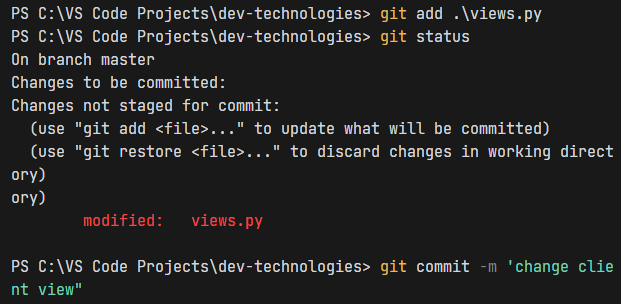 PS C:\VS Code Projects\dev-technologies> git add .\views.py
PS C:\VS Code Projects\dev-technologies> git status
On branch master
Changes to be committed:
Changes not staged for commit:
  (use "git add <file>..." to update what will be committed)
  (use "git restore <file>..." to discard changes in working direct
ory)
ory)
        modified:   views.py

PS C:\VS Code Projects\dev-technologies> git commit -m 'change clie
nt view"